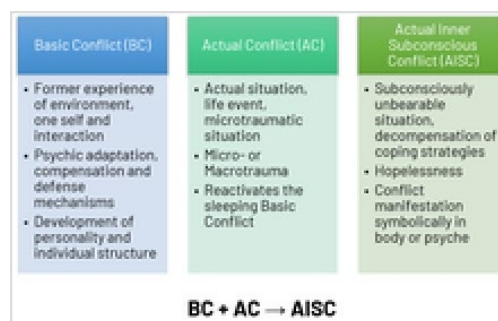 Basic Conflict (BC)
• Former experience
of environment,
one self and
interaction
• Psychic adaptation,
compensation and
defense
mechanisms
• Development of
personality and
individual structure
Actual Conflict (AC)
• Actual situation,
life event,
microtraumatic
situation
• Micro- or
Macrotrauma
• Reactivates the
sleeping Basic
Conflict
Actual Inner
Subconscious
Conflict (AISC)
• Subconsciously
unbearable
situation,
decompensation of
coping strategies
• Hopelessness
• Conflict
manifestation
symbolically in
body or psyche
BC + AC → AISC